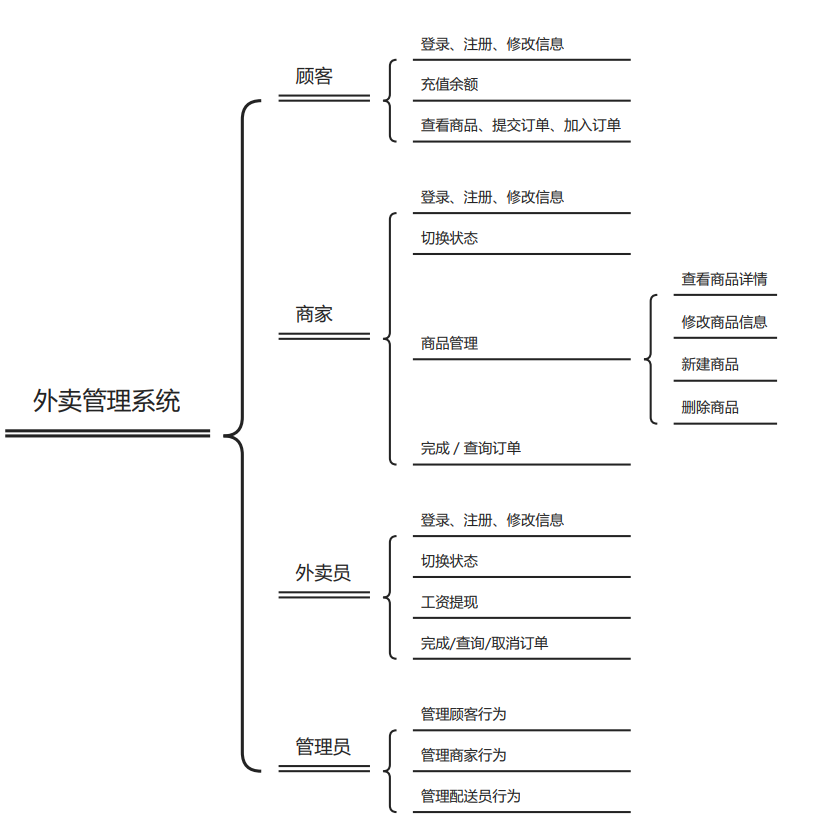 外卖管理系统
顾客
登录、注册、修改信息
充值余额
查看商品、提交订单、加入订单
商家
登录、注册、修改信息
切换状态
商品管理
查看商品详情
修改商品信息
新建商品
删除商品
完成 / 查询订单
外卖员
登录、注册、修改信息
切换状态
工资提现
完成/查询/取消订单
管理员
管理顾客行为
管理商家行为
管理配送员行为